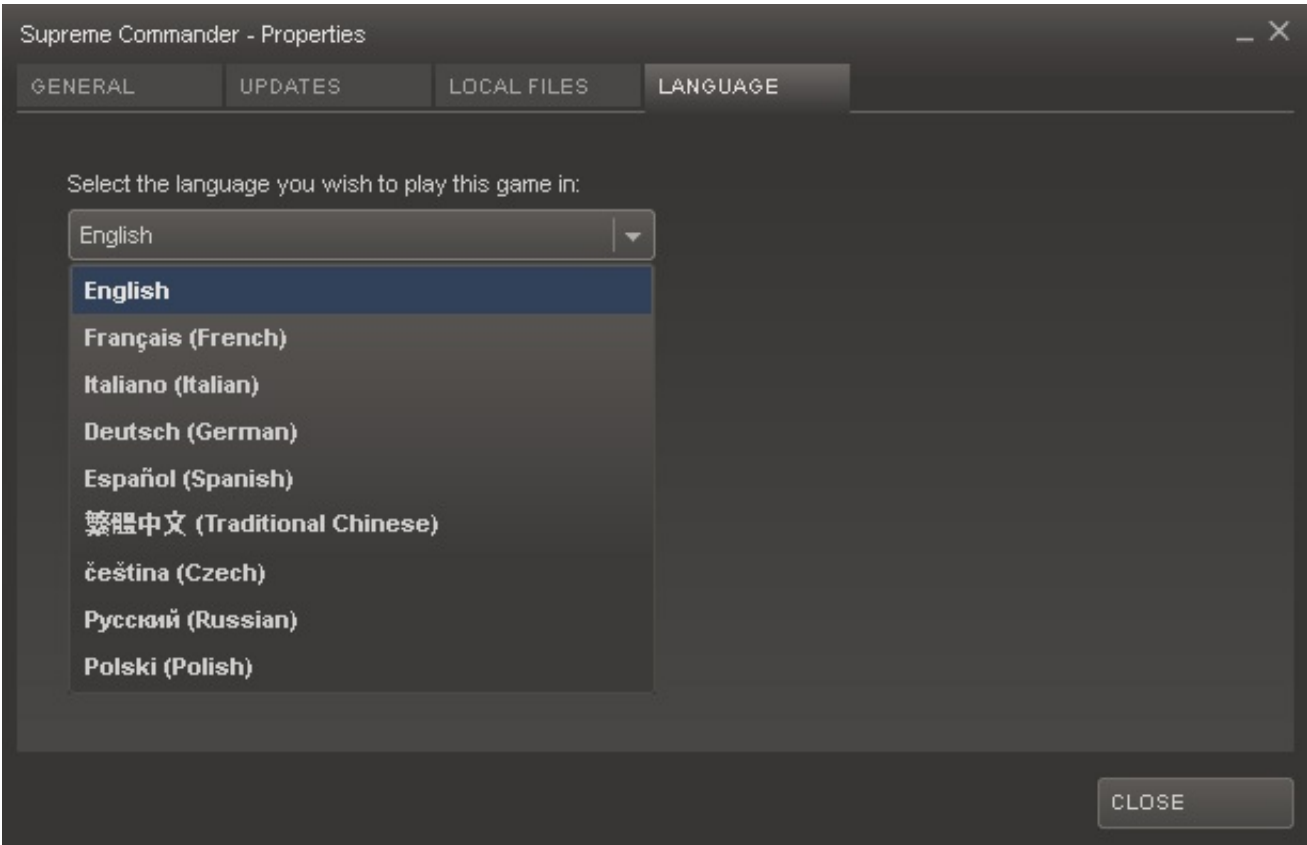 Supreme Commander - Properties
GENERAL UPDATES LOCAL FILES LANGUAGE
Select the language you wish to play this game in:
English
English
Français (French)
Italiano (Italian)
Deutsch (German)
Español (Spanish)
繁體中文 (Traditional Chinese)
čeština (Czech)
Русский (Russian)
Polski (Polish)
CLOSE